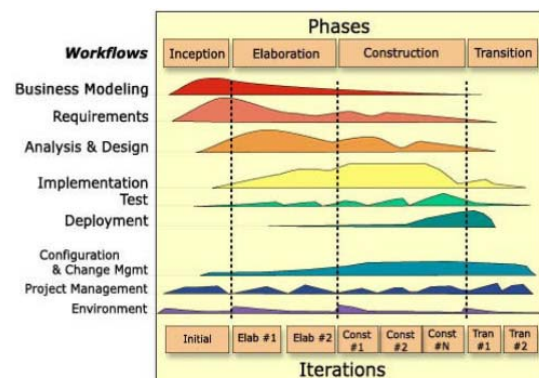 Phases
Workflows
Inception
Elaboration
Construction
Transition
Business Modeling
Requirements
Analysis & Design
Implementation
Test
Deployment
Configuration
& Change Mgmt
Project Management
Environment
Initial
Elab #1
Elab #2
Const
#1
Const
#2
Const
#N
Tran
#1
Tran
#2
Iterations